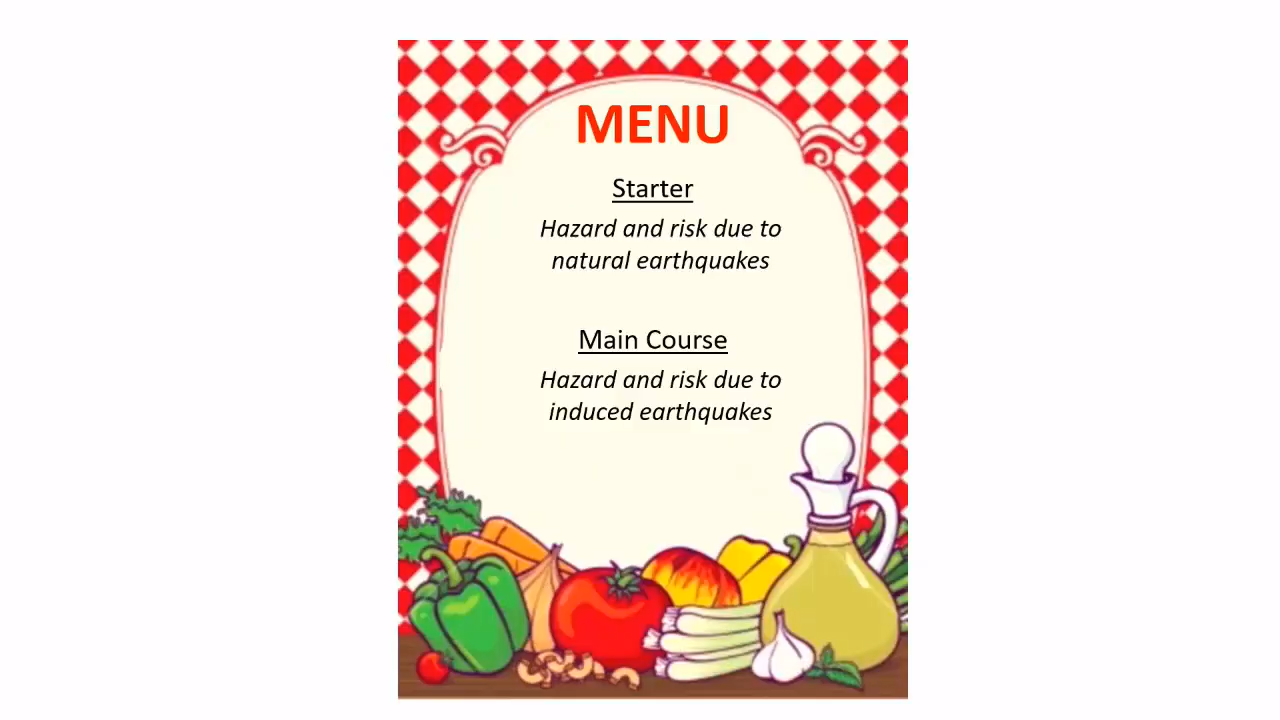 MENU
Starter
Hazard and risk due to
natural earthquakes
Main Course
Hazard and risk due to
induced earthquakes